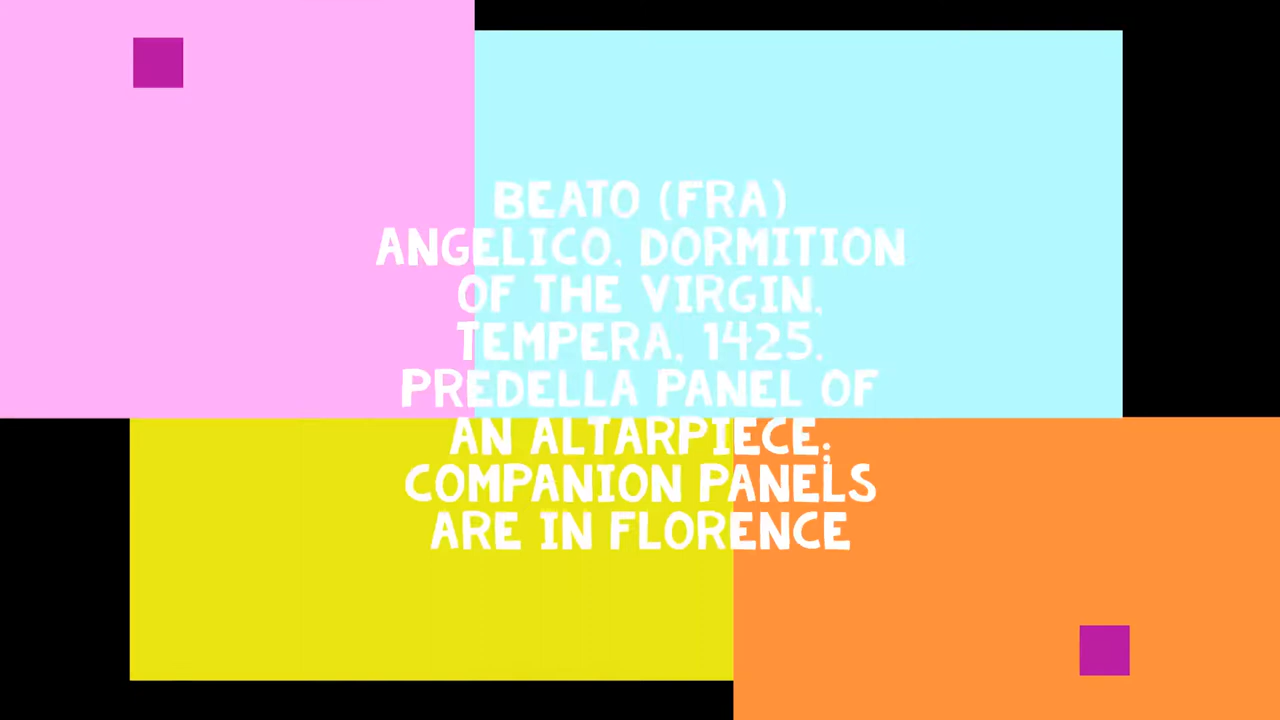 BEATO (FRA)
ANGELICO, DORMITION
OF THE VIRGIN,
TEMPERA, 1425.
PREDELLA PANEL OF
AN ALTARPIECE;
COMPANION PANELS
ARE IN FLORENCE